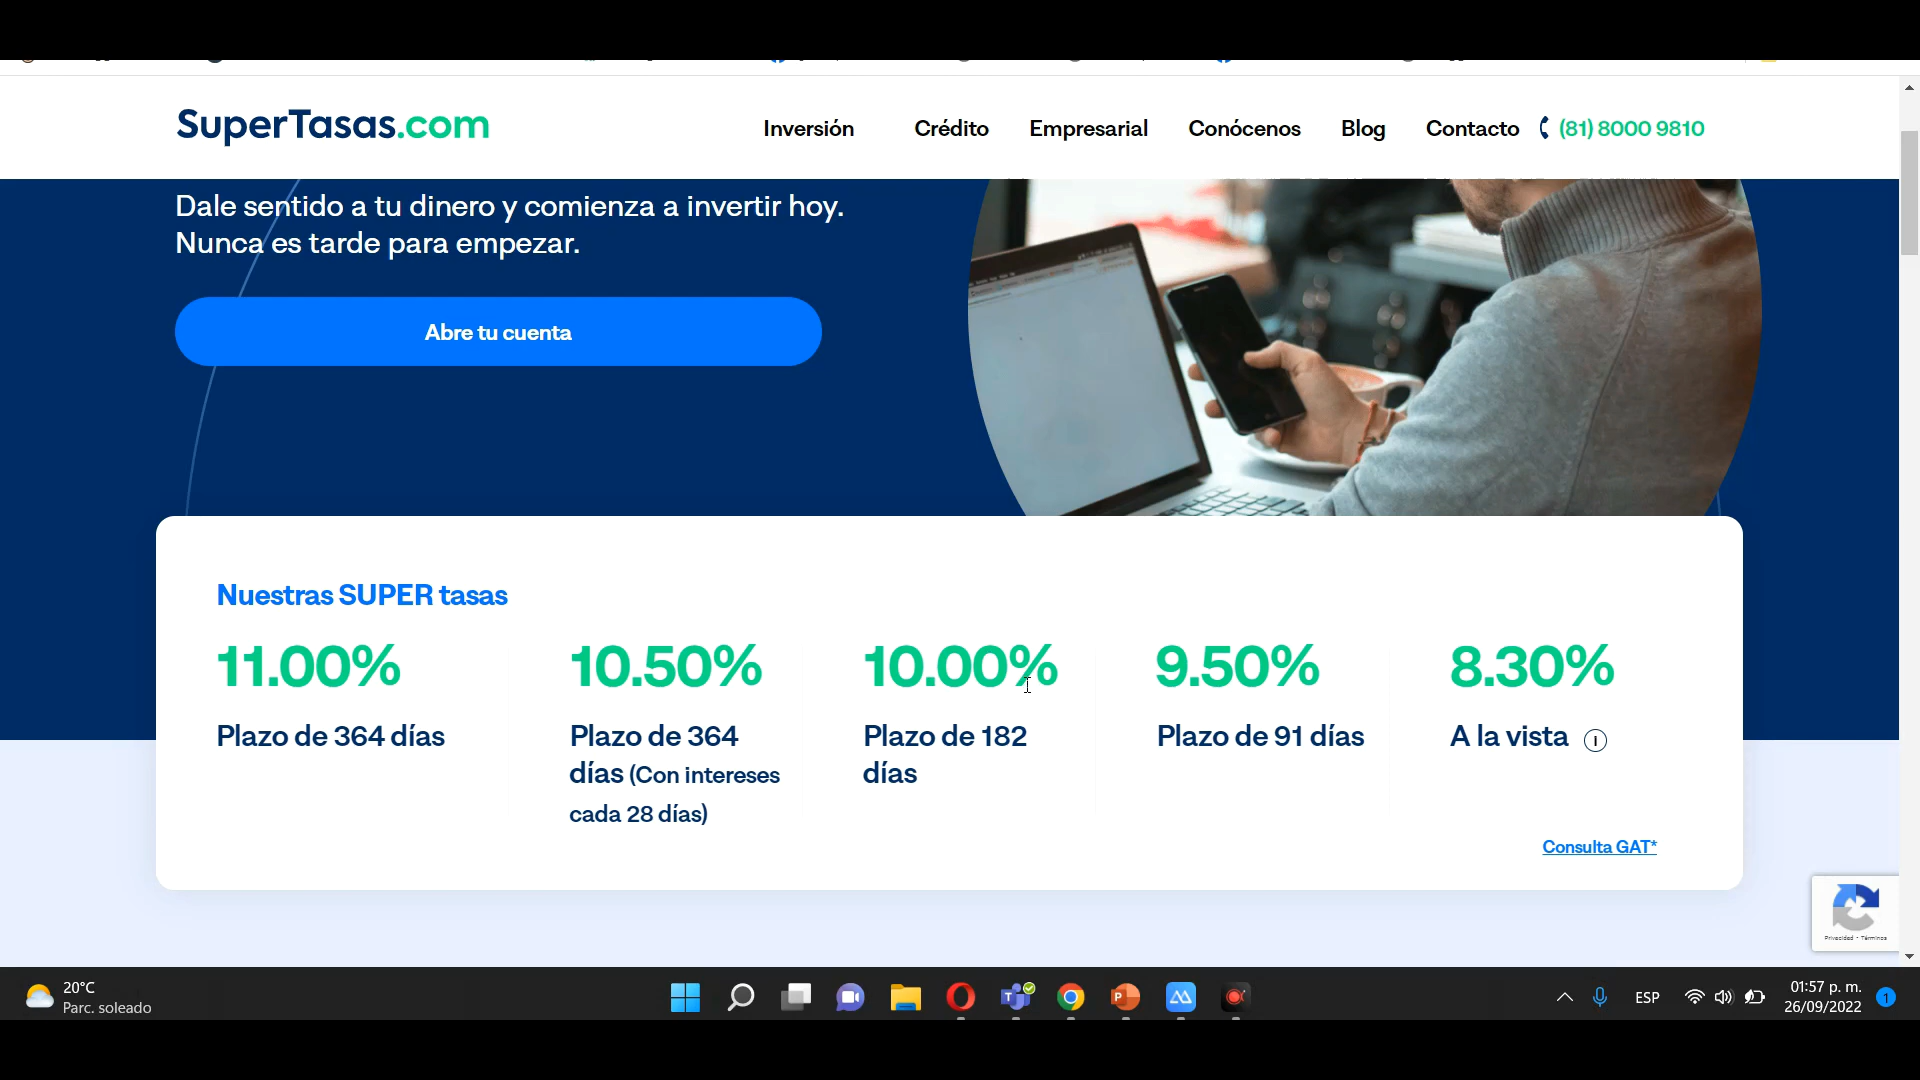 SuperTasas.com
Inversión Crédito Empresarial Conócenos Blog Contacto (81) 8000 9810
Dale sentido a tu dinero y comienza a invertir hoy.
Nunca es tarde para empezar.
Abre tu cuenta
Nuestras SUPER tasas
11.00%
Plazo de 364 días
10.50%
Plazo de 364
días (Con intereses
cada 28 días)
10.00%
Plazo de 182
días
9.50%
Plazo de 91 días
8.30%
A la vista
Consulta GAT*
Privacidad - Términos
20°C
Parc. soleado
ESP
01:57 p. m.
26/09/2022
1